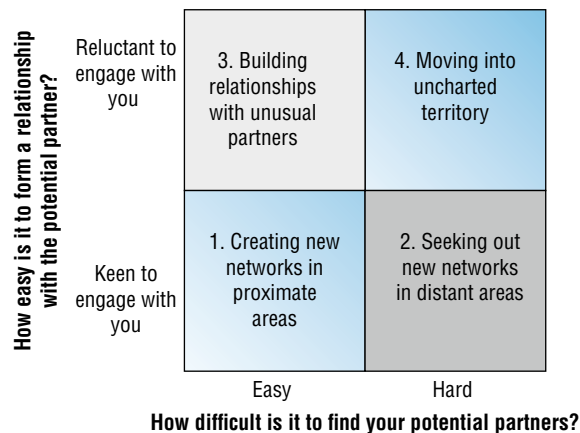 How easy is it to form a relationship
with the potential partner?
Reluctant to
engage with
you
3. Building
relationships
with unusual
partners
4. Moving into
uncharted
territory
Keen to
engage with
you
1. Creating new
networks in
proximate
areas
2. Seeking out
new networks
in distant areas
Easy
Hard
How difficult is it to find your potential partners?